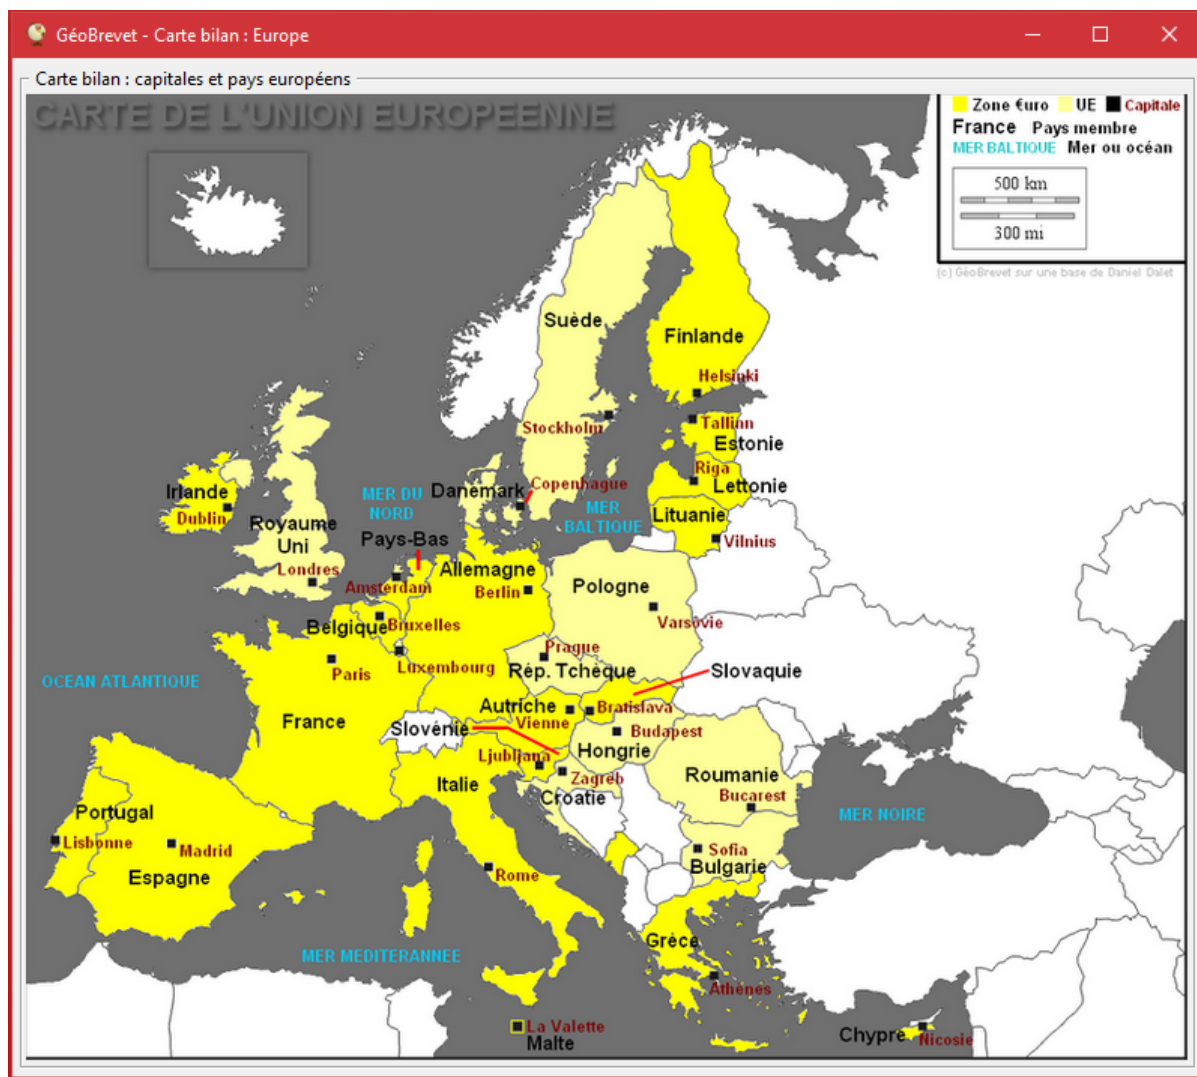 GéoBrevet - Carte bilan : Europe
Carte bilan : capitales et pays européens
CARTE DE L'UNION EUROPEENNE
Zone €uro UE Capitale
France Pays membre
MER BALTIQUE Mer ou océan
500 km
300 mi
(c) GéoBrevet sur une base de Daniel Dalet
Suède
Finlande
Helsinki
Stockholm
Tallinn
Estonie
Riga
Lettonie
Irlande
Dublin
MER DU
NORD
Danemark
Copenhague
MER
BALTIQUE
Lituanie
Vilnius
Royaume
Uni
Londres
Pays-Bas
Amsterdam
Allemagne
Berlin
Pologne
Varsovie
Belgique
Bruxelles
Luxembourg
Prague
Rép. Tchèque
Slovaquie
OCEAN ATLANTIQUE
Paris
France
Autriche
Vienne
Bratislava
Slovénie
Budapest
Hongrie
Ljubljana
Zagreb
Croatie
Italie
Roumanie
Bucarest
MER NOIRE
Portugal
Lisbonne
Madrid
Espagne
Rome
Sofia
Bulgarie
MER MEDITERANNEE
Grèce
Athènes
La Valette
Malte
Chypre
Nicosie